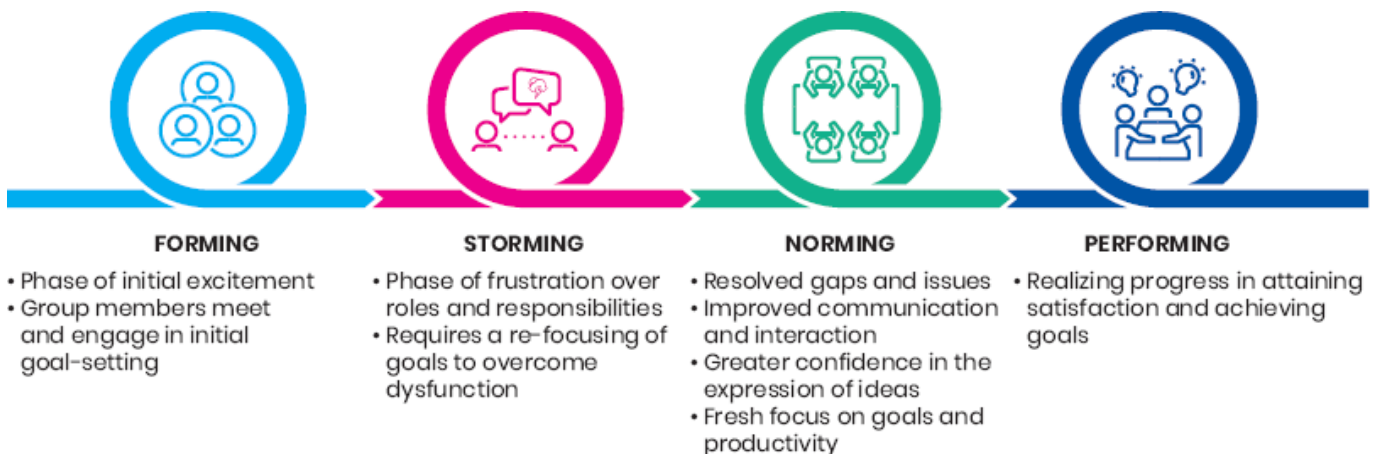 FORMING
• Phase of initial excitement
• Group members meet
and engage in initial
goal-setting
STORMING
• Phase of frustration over
roles and responsibilities
• Requires a re-focusing of
goals to overcome
dysfunction
NORMING
• Resolved gaps and issues
• Improved communication
and interaction
• Greater confidence in the
expression of ideas
• Fresh focus on goals and
productivity
PERFORMING
• Realizing progress in attaining
satisfaction and achieving
goals